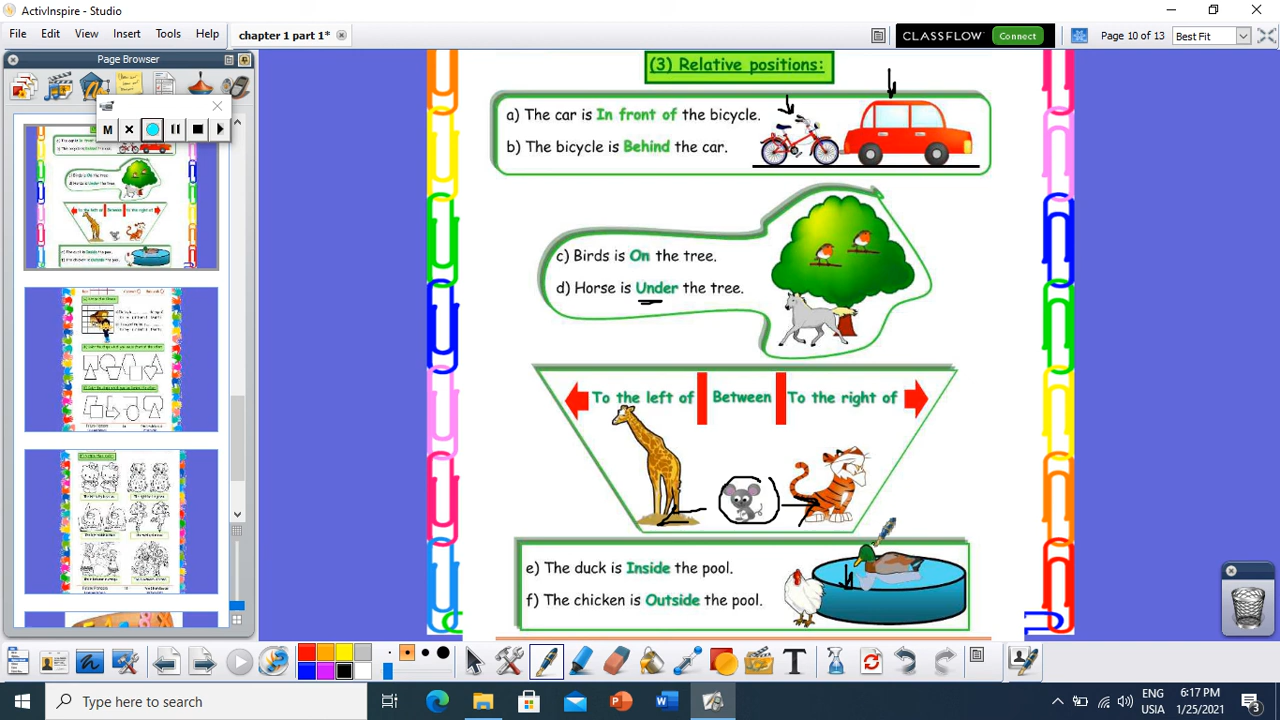 ActivInspire - Studio
File Edit View Insert Tools Help
chapter 1 part 1*
CLASSFLOW Connect
Page 10 of 13
Best Fit
Page Browser
M
(3) Relative positions:
a) The car is In front of the bicycle.
b) The bicycle is Behind the car.
c) Birds is On the tree.
d) Horse is Under the tree.
To the left of Between To the right of
e) The duck is Inside the pool.
f) The chicken is Outside the pool.
T
Type here to search
ENG
USIA
6:17 PM
1/25/2021
3